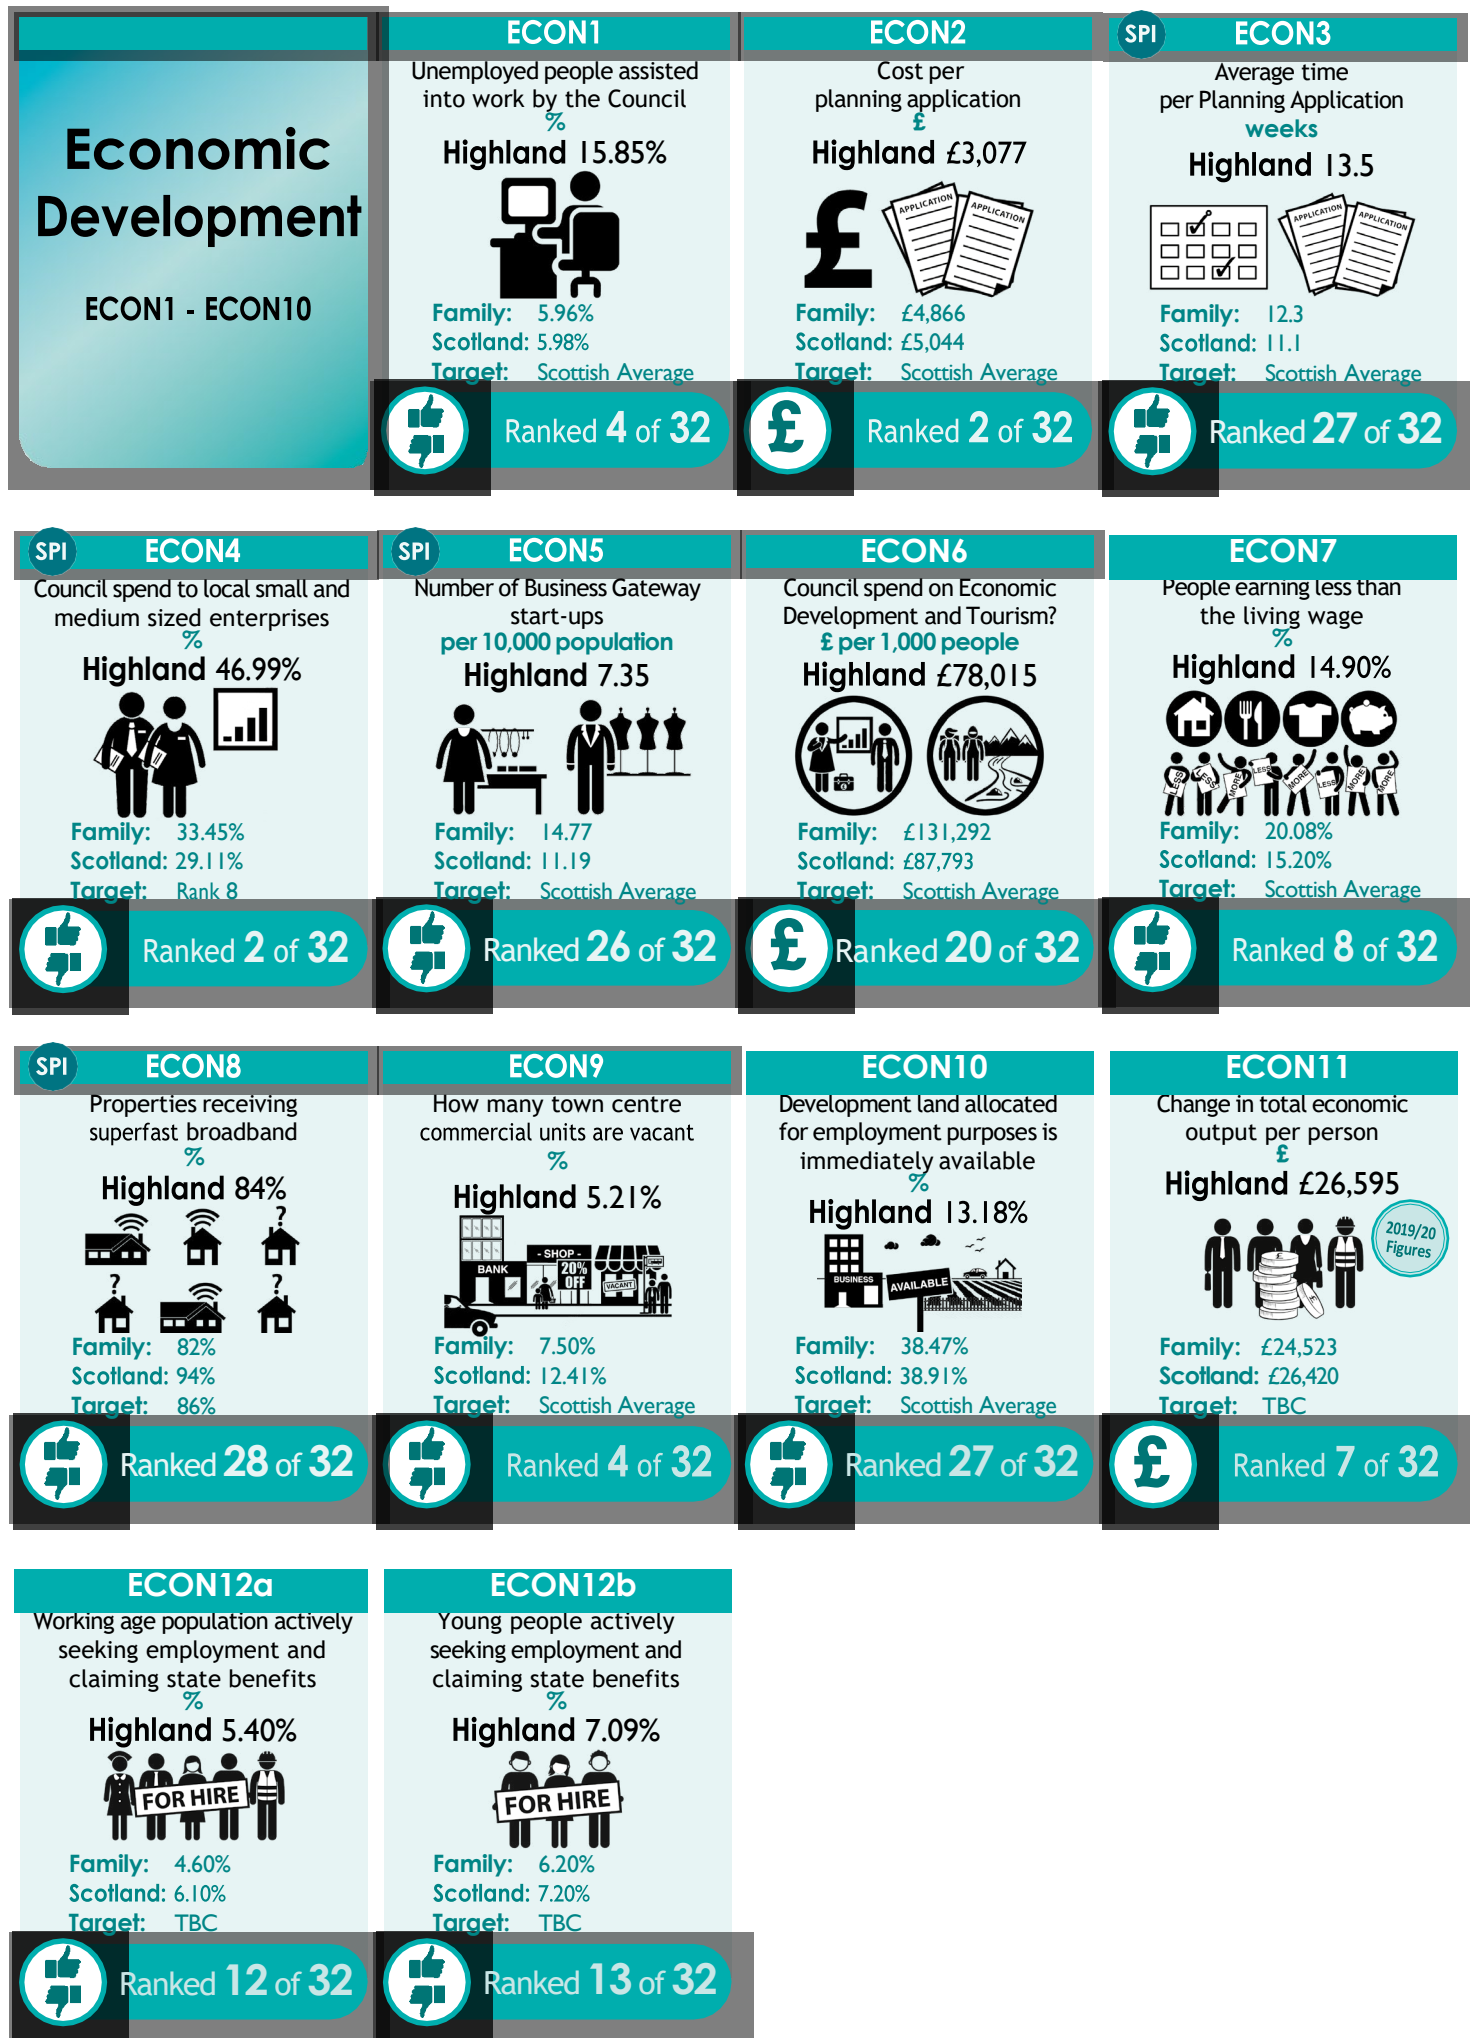 Economic
Development
ECON1 - ECON10
ECON1
Unemployed people assisted
into work by the Council
%
Highland 15.85%
Family: 5.96%
Scotland: 5.98%
Target: Scottish Average
Ranked 4 of 32
ECON2
Cost per
planning application
£
Highland £3,077
£
APPLICATION
APPLICATION
Family: £4,866
Scotland: £5,044
Target: Scottish Average
£
Ranked 2 of 32
SPI
ECON3
Average time
per Planning Application
weeks
Highland 13.5
APPLICATION
APPLICATION
Family: 12.3
Scotland: 11.1
Target: Scottish Average
Ranked 27 of 32
SPI
ECON4
Council spend to local small and
medium sized enterprises
%
Highland 46.99%
Family: 33.45%
Scotland: 29.11%
Target: Rank 8
Ranked 2 of 32
SPI
ECON5
Number of Business Gateway
start-ups
per 10,000 population
Highland 7.35
Family: 14.77
Scotland: 11.19
Target: Scottish Average
Ranked 26 of 32
ECON6
Council spend on Economic
Development and Tourism?
£ per 1,000 people
Highland £78,015
Family: £131,292
Scotland: £87,793
Target: Scottish Average
£
Ranked 20 of 32
ECON7
People earning less than
the living wage
%
Highland 14.90%
LESS
LESS
MORE
LESS
MORE
LESS
MORE
MORE
Family: 20.08%
Scotland: 15.20%
Target: Scottish Average
Ranked 8 of 32
SPI
ECON8
Properties receiving
superfast broadband
%
Highland 84%
?
?
?
Family: 82%
Scotland: 94%
Target: 86%
Ranked 28 of 32
ECON9
How many town centre
commercial units are vacant
%
Highland 5.21%
BANK
- SHOP -
20%
OFF
VACANT
Family: 7.50%
Scotland: 12.41%
Target: Scottish Average
Ranked 4 of 32
ECON10
Development land allocated
for employment purposes is
immediately available
%
Highland 13.18%
BUSINESS
AVAILABLE
Family: 38.47%
Scotland: 38.91%
Target: Scottish Average
Ranked 27 of 32
ECON11
Change in total economic
output per person
£
Highland £26,595
2019/20
Figures
Family: £24,523
Scotland: £26,420
Target: TBC
£
Ranked 7 of 32
ECON12a
Working age population actively
seeking employment and
claiming state benefits
%
Highland 5.40%
FOR HIRE
Family: 4.60%
Scotland: 6.10%
Target: TBC
Ranked 12 of 32
ECON12b
Young people actively
seeking employment and
claiming state benefits
%
Highland 7.09%
FOR HIRE
Family: 6.20%
Scotland: 7.20%
Target: TBC
Ranked 13 of 32